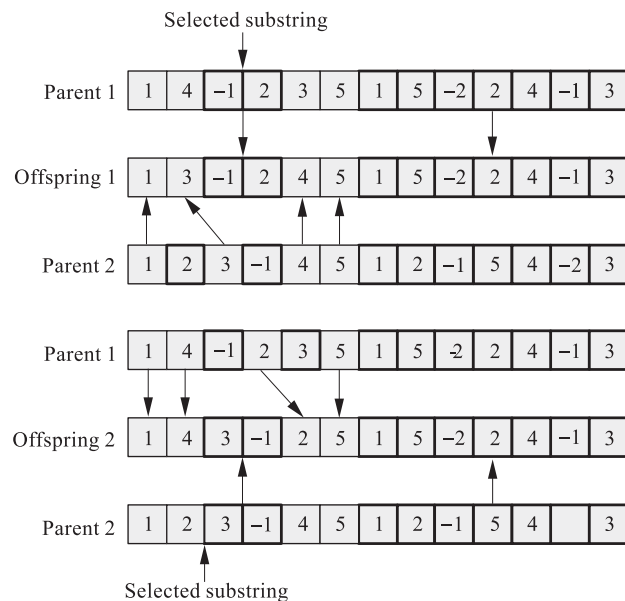 Selected substring
Parent 1 1 4 −1 2 3 5 1 5 −2 2 4 −1 3
Offspring 1 1 3 −1 2 4 5 1 5 −2 2 4 −1 3
Parent 2 1 2 3 −1 4 5 1 2 −1 5 4 −2 3
Parent 1 1 4 −1 2 3 5 1 5 -2 2 4 −1 3
Offspring 2 1 4 3 −1 2 5 1 5 −2 2 4 −1 3
Parent 2 1 2 3 −1 4 5 1 2 −1 5 4 3
Selected substring